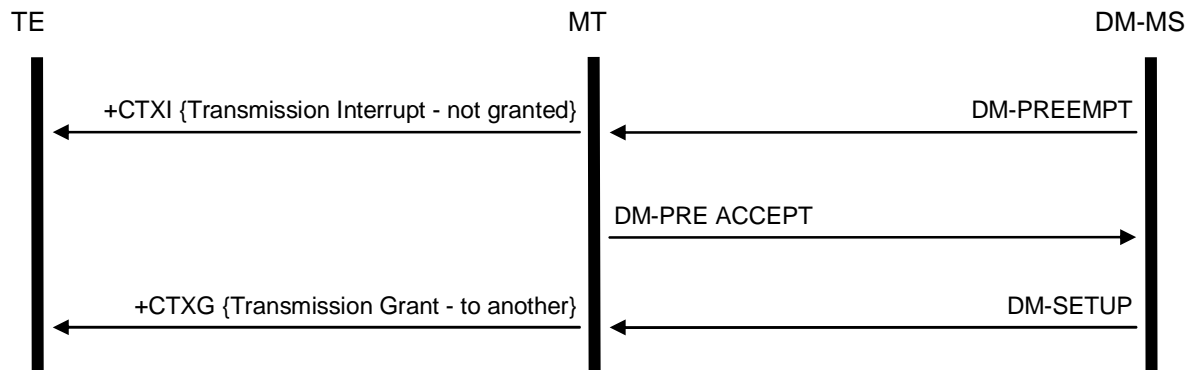 TE
MT
DM-MS
+CTXI {Transmission Interrupt - not granted}
DM-PREEMPT
DM-PRE ACCEPT
+CTXG {Transmission Grant - to another}
DM-SETUP